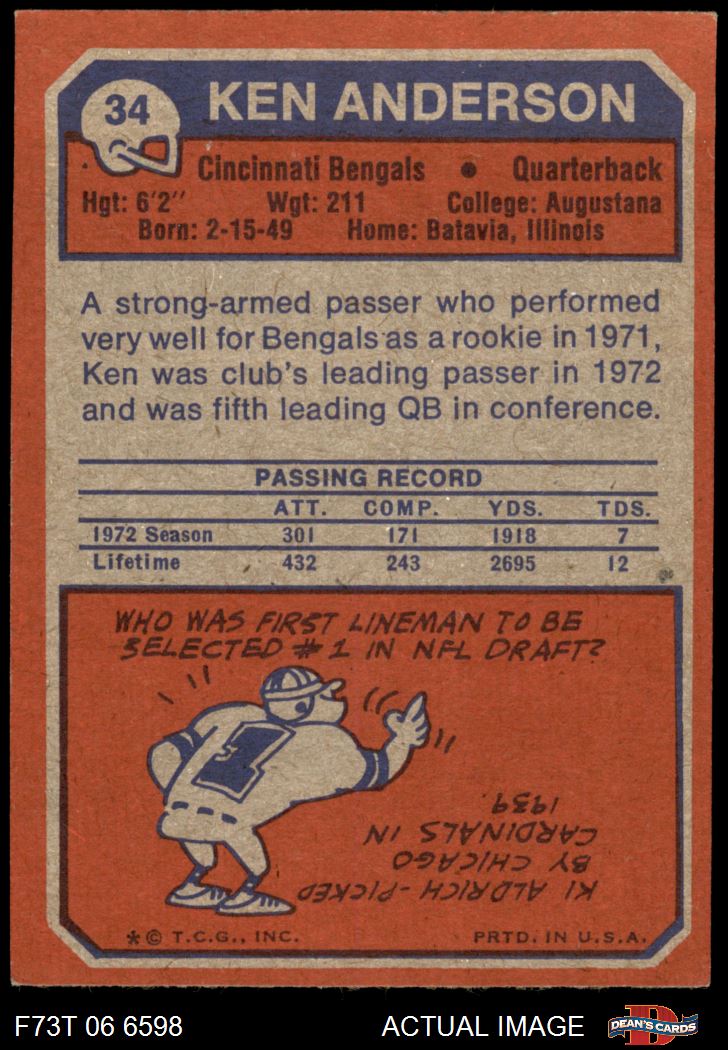 34
KEN ANDERSON
Cincinnati Bengals • Quarterback
Hgt: 6'2" Wgt: 211 College: Augustana
Born: 2-15-49 Home: Batavia, Illinois
A strong-armed passer who performed
very well for Bengals as a rookie in 1971,
Ken was club's leading passer in 1972
and was fifth leading QB in conference.
PASSING RECORD
ATT. COMP. YDS. TDS.
1972 Season 301 171 1918 7
Lifetime 432 243 2695 12
WHO WAS FIRST LINEMAN TO BE
SELECTED #1 IN NFL DRAFT?
1
KI ALDRICH-PICKED
BY CHICAGO
CARDINALS IN
1939.
* © T.C.G., INC. PRTD. IN U.S.A.
F73T 06 6598 ACTUAL IMAGE
D
DEAN'S CARDS